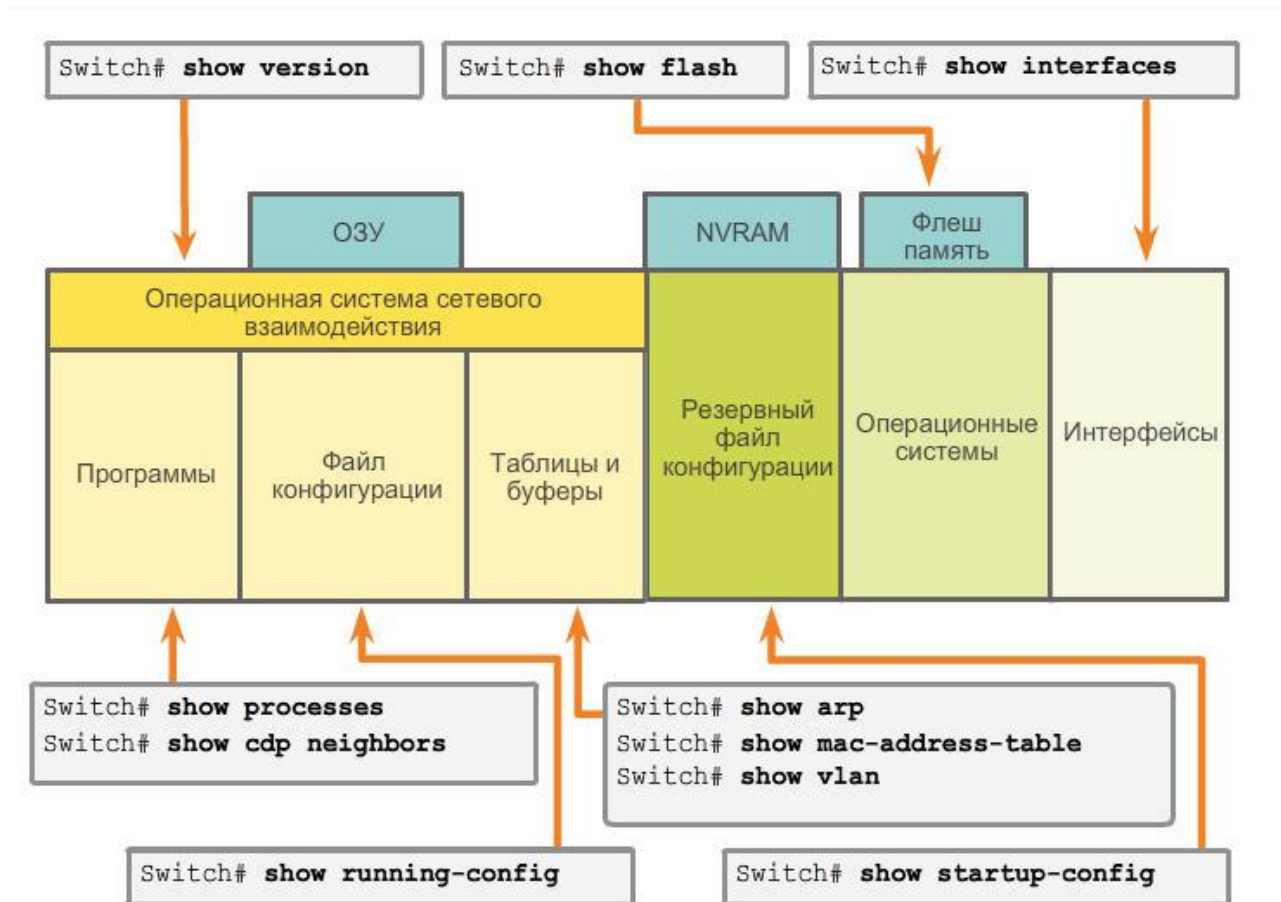 Switch# show version
Switch# show flash
Switch# show interfaces
ОЗУ
NVRAM
Флеш
память
Операционная система сетевого
взаимодействия
Программы
Файл
конфигурации
Таблицы и
буферы
Резервный
файл
конфигурации
Операционные
системы
Интерфейсы
Switch# show processes
Switch# show cdp neighbors
Switch# show arp
Switch# show mac-address-table
Switch# show vlan
Switch# show running-config
Switch# show startup-config